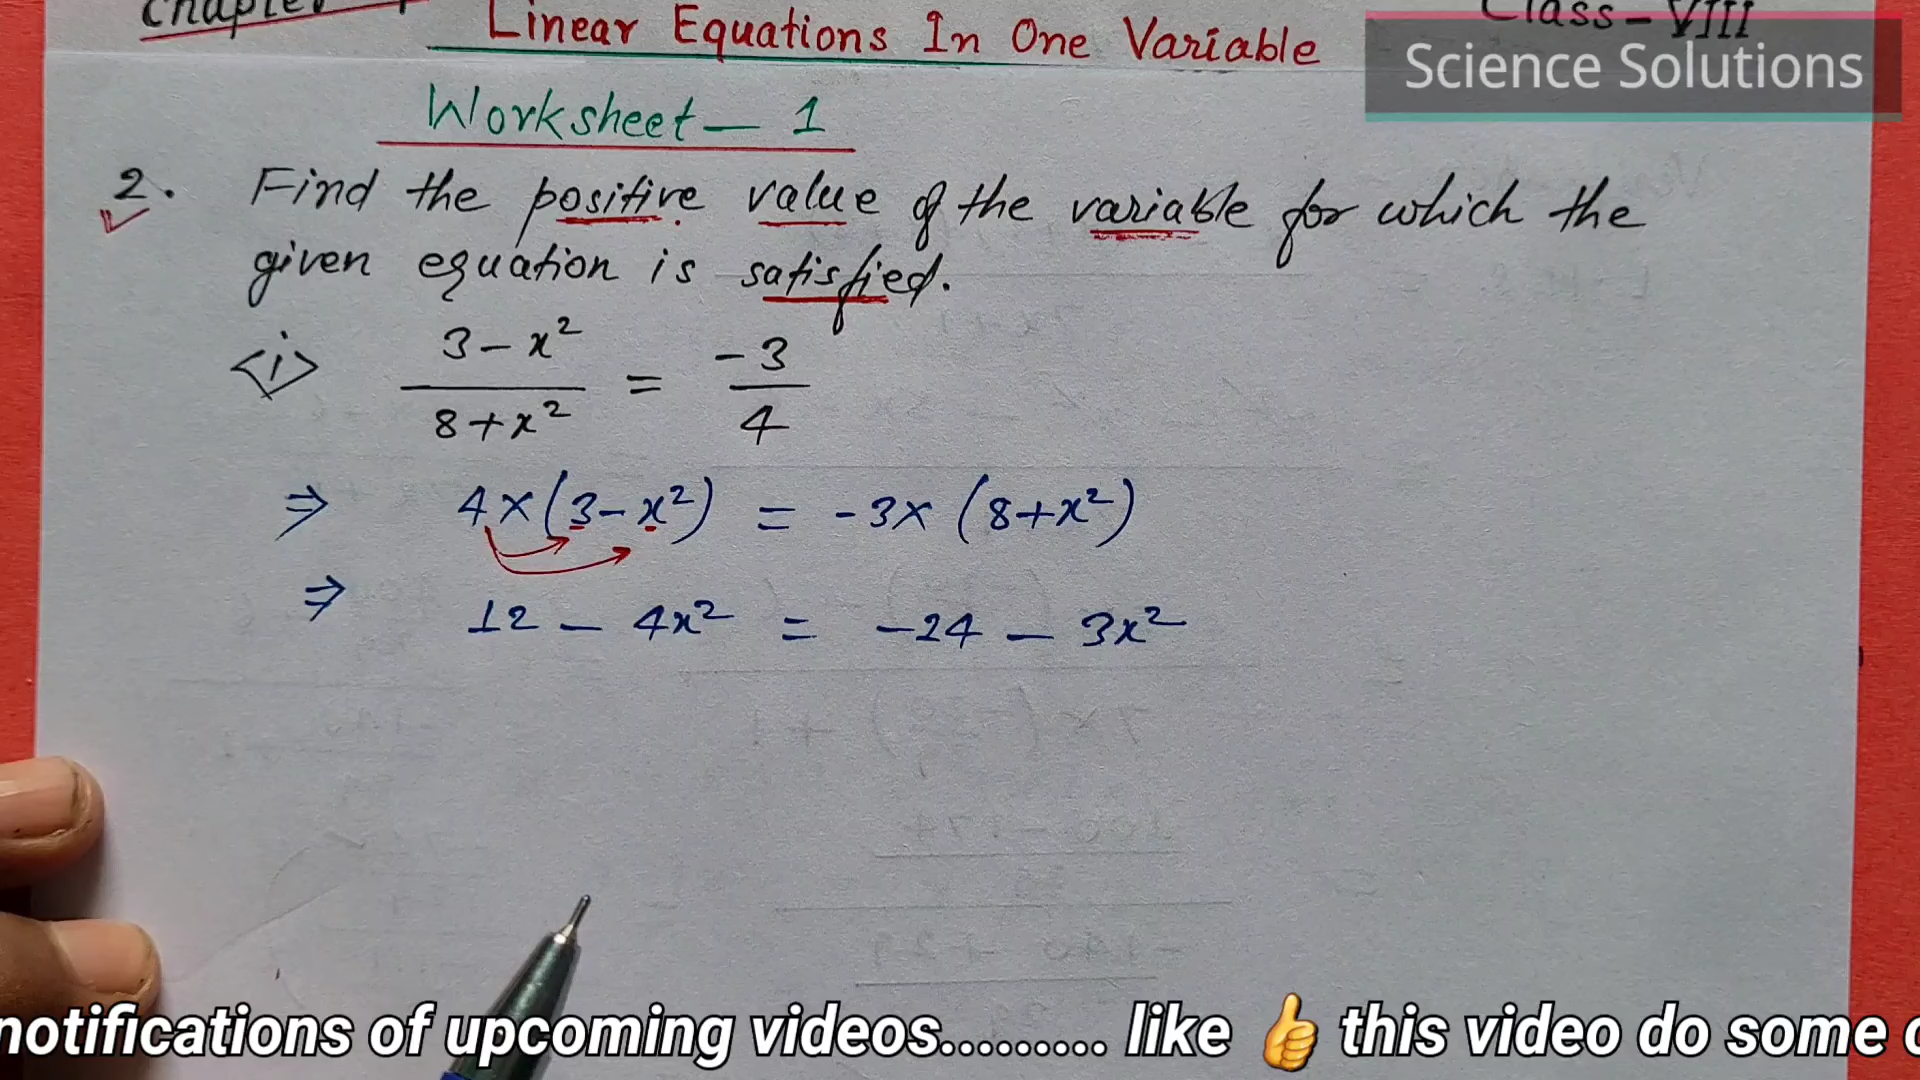 Chapter
Linear Equations In One Variable
Class - VIII
Science Solutions
Worksheet - 1
2. Find the positive value of the variable for which the
given equation is satisfied.
<i> 3 - x² / 8 + x² = -3 / 4
⇒ 4 × (3 - x²) = -3 × (8 + x²)
⇒ 12 - 4x² = -24 - 3x²
notifications of upcoming videos......... like 👍 this video do some